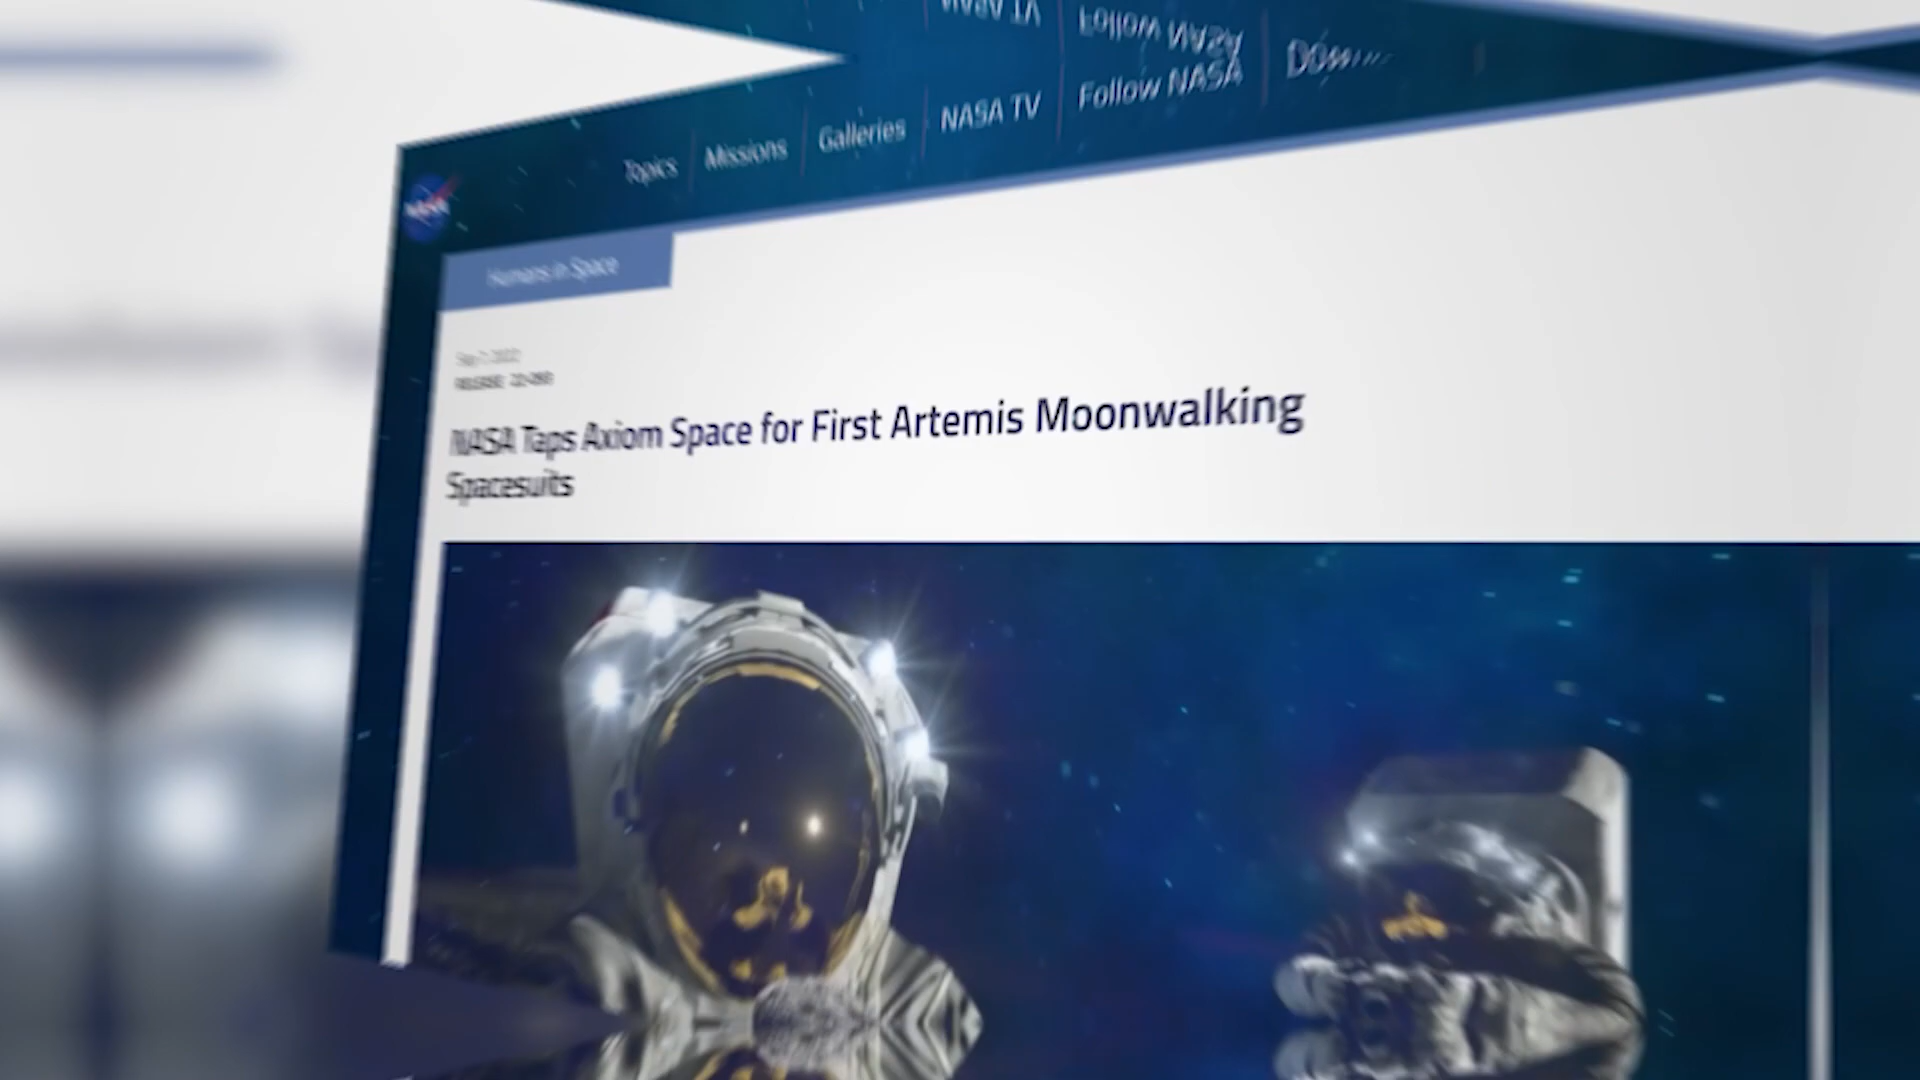 Topics Missions Galleries NASA TV Follow NASA
NASA
Humans in Space
NASA Taps Axiom Space for First Artemis Moonwalking
Spacesuits